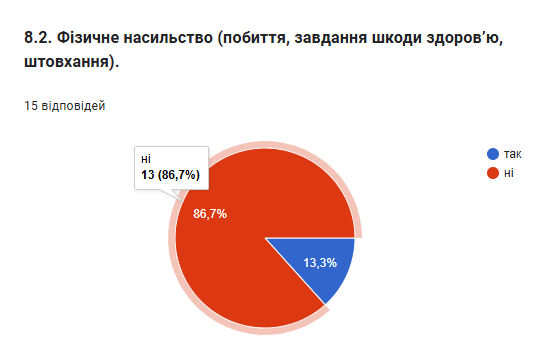 8.2. Фізичне насильство (побиття, завдання шкоди здоров’ю,
штовхання).
15 відповідей
ні
13 (86,7%)
так
ні
86,7%
13,3%